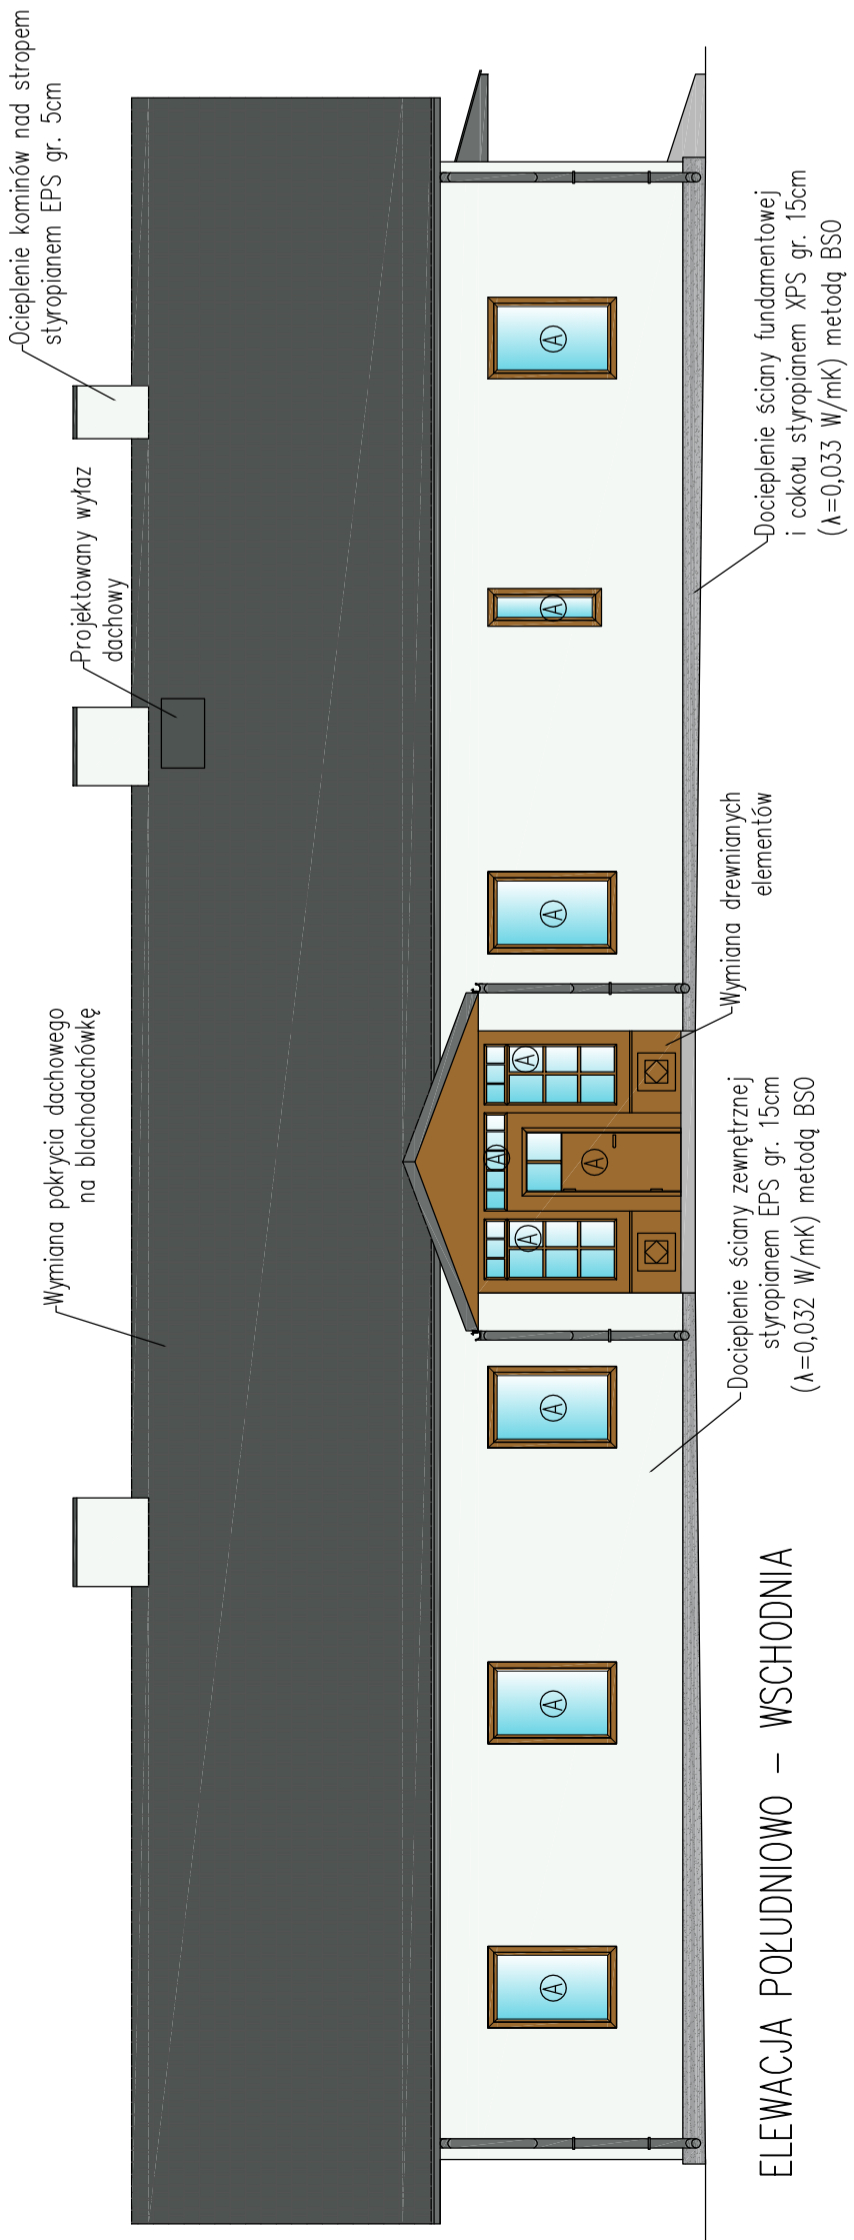 Wymiana pokrycia dachowego
na blachodachówkę
Projektowany wyłaz
dachowy
Ocieplenie kominów nad stropem
styropianem EPS gr. 5cm
A
A
A
A
A
A
A
A
A
A
Docieplenie ściany zewnętrznej
styropianem EPS gr. 15cm
(λ=0,032 W/mK) metodą BSO
Wymiana drewnianych
elementów
Docieplenie ściany fundamentowej
i cokołu styropianem XPS gr. 15cm
(λ=0,033 W/mK) metodą BSO
ELEWACJA POŁUDNIOWO – WSCHODNIA